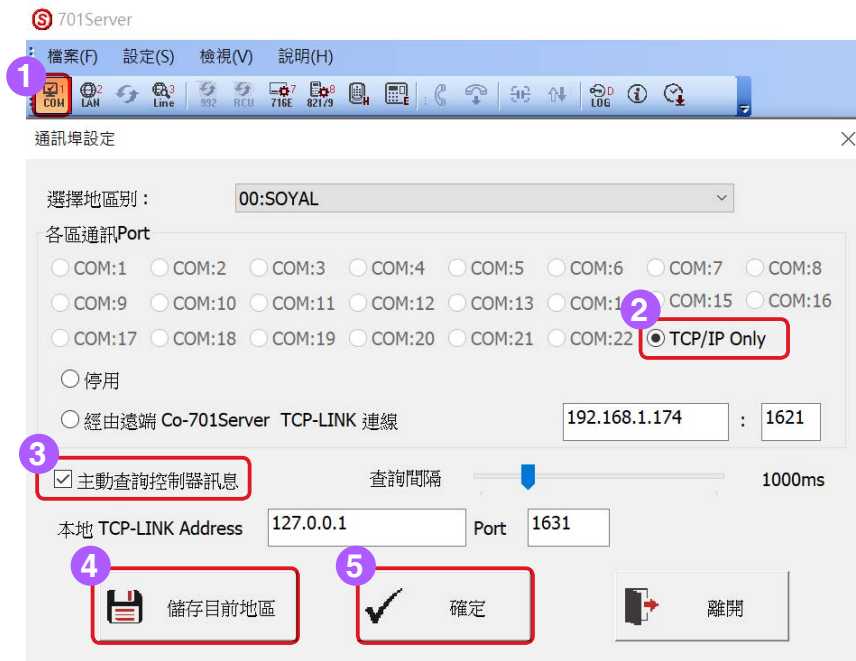 S 701Server
檔案(F) 設定(S) 檢視(V) 說明(H)
1
1 COM 2 LAN 3 Line 992 RCU 7 716E 8 821/9 H E D LOG
通訊埠設定
選擇地區別： 00:SOYAL
各區通訊Port
COM:1 COM:2 COM:3 COM:4 COM:5 COM:6 COM:7 COM:8
COM:9 COM:10 COM:11 COM:12 COM:13 COM:1 COM:15 COM:16
2
COM:17 COM:18 COM:19 COM:20 COM:21 COM:22 TCP/IP Only
停用
經由遠端 Co-701Server TCP-LINK 連線 192.168.1.174 : 1621
3
主動查詢控制器訊息 查詢間隔 1000ms
本地 TCP-LINK Address 127.0.0.1 Port 1631
4 5
儲存目前地區 確定 離開